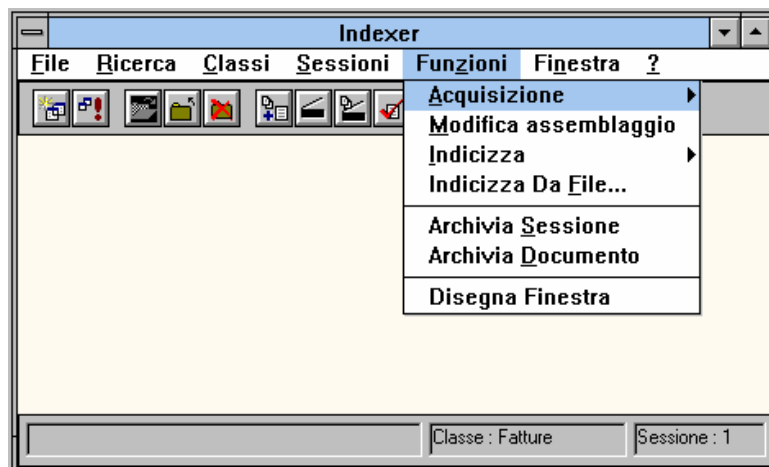 Indexer
File Ricerca Classi Sessioni Funzioni Finestra ?
Acquisizione
Modifica assemblaggio
Indicizza
Indicizza Da File...
Archivia Sessione
Archivia Documento
Disegna Finestra
Classe : Fatture Sessione : 1